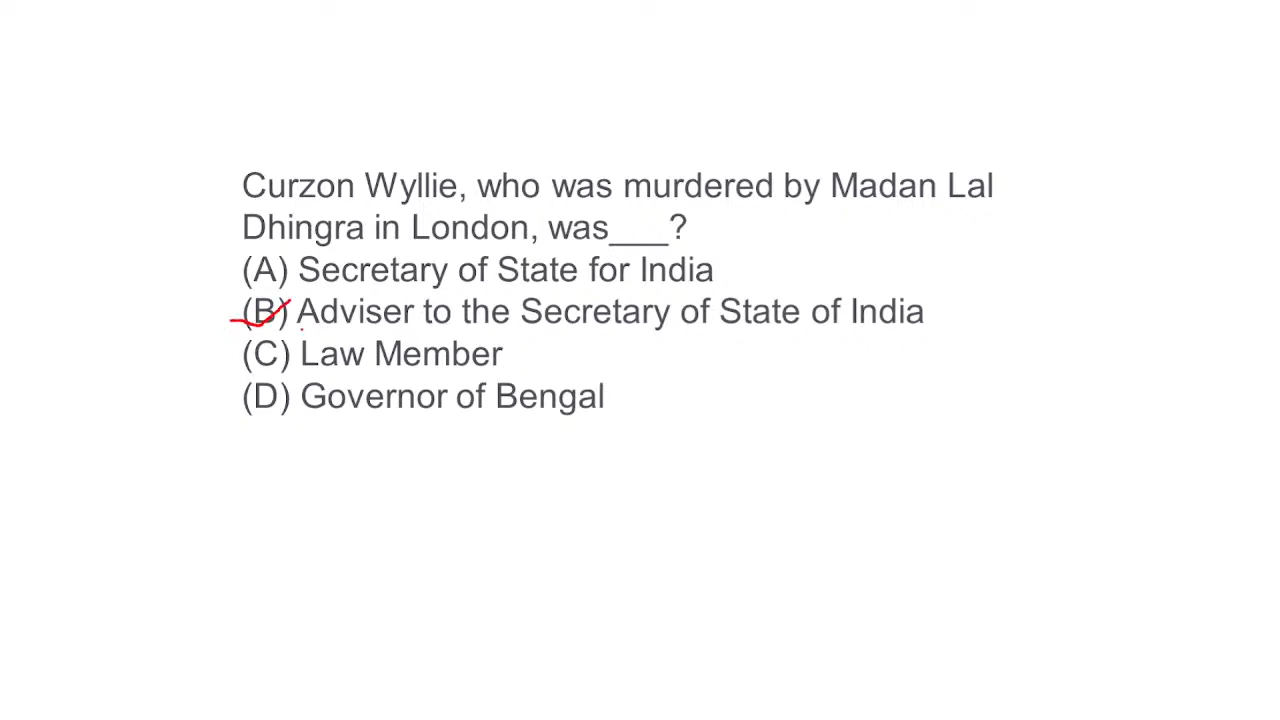 Curzon Wyllie, who was murdered by Madan Lal
Dhingra in London, was___?
(A) Secretary of State for India
(B) Adviser to the Secretary of State of India
(C) Law Member
(D) Governor of Bengal